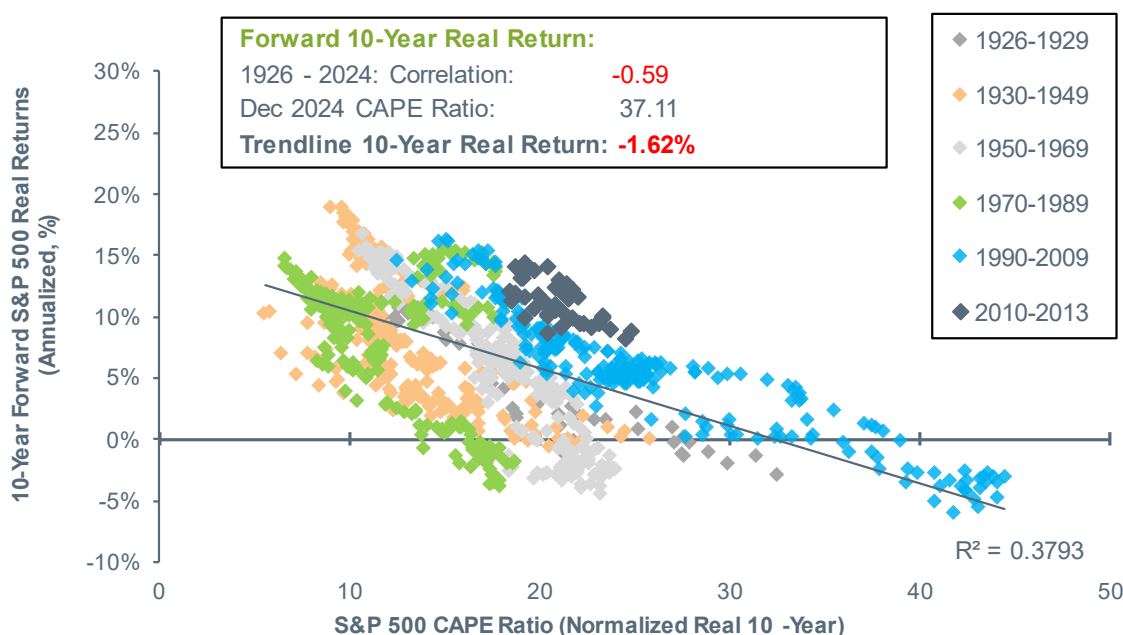 Forward 10-Year Real Return:
1926 - 2024: Correlation: -0.59
Dec 2024 CAPE Ratio: 37.11
Trendline 10-Year Real Return: -1.62%
1926-1929
1930-1949
1950-1969
1970-1989
1990-2009
2010-2013
10-Year Forward S&P 500 Real Returns
(Annualized, %)
30%
25%
20%
15%
10%
5%
0%
-5%
-10%
R² = 0.3793
0 10 20 30 40 50
S&P 500 CAPE Ratio (Normalized Real 10 -Year)